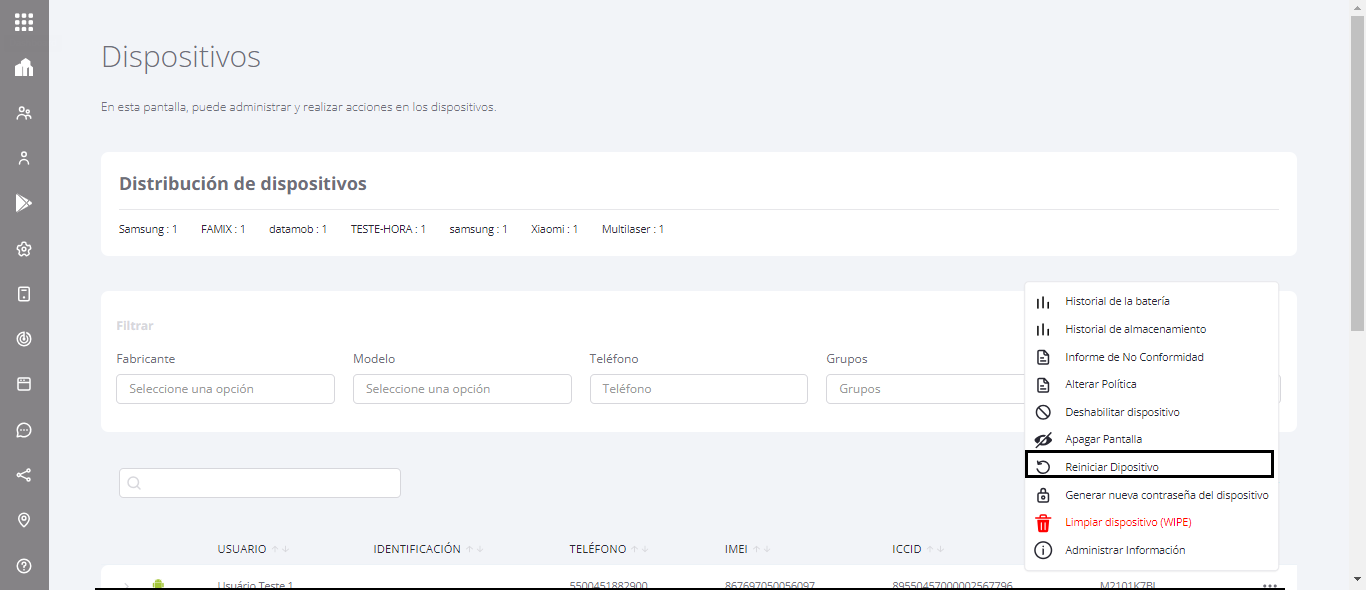 Dispositivos
En esta pantalla, puede administrar y realizar acciones en los dispositivos.
Distribución de dispositivos
Samsung : 1 FAMIX : 1 datamob : 1 TESTE-HORA : 1 samsung : 1 Xiaomi : 1 Multilaser : 1
Filtrar
Fabricante Modelo Teléfono Grupos
Seleccione una opción Seleccione una opción Teléfono Grupos
Historial de la batería
Historial de almacenamiento
Informe de No Conformidad
Alterar Política
Deshabilitar dispositivo
Apagar Pantalla
Reiniciar Dipositivo
Generar nueva contraseña del dispositivo
Limpiar dispositivo (WIPE)
Administrar Información
USUARIO IDENTIFICACIÓN TELÉFONO IMEI ICCID
Usuário Teste 1 5500451882900 867697050056097 89550457000002567796 M2101K7BL